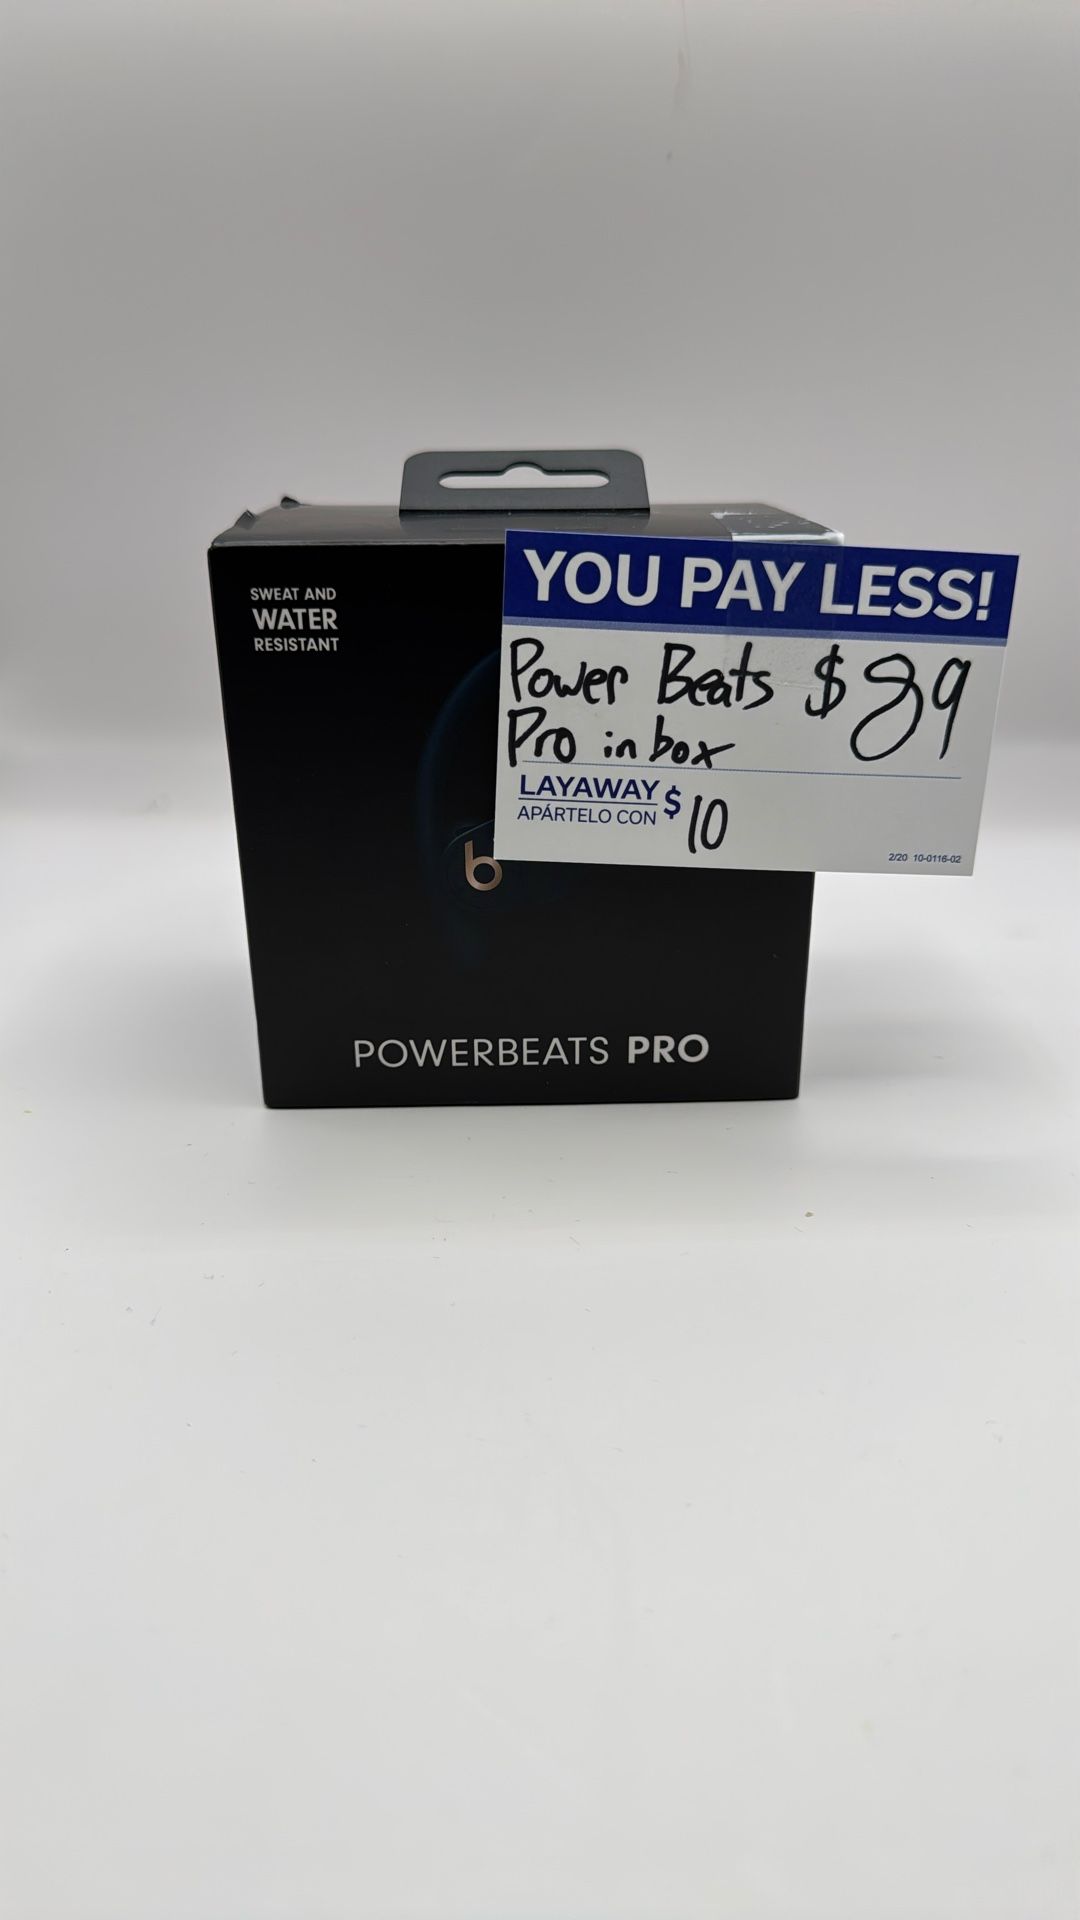 SWEAT AND
WATER
RESISTANT
YOU PAY LESS!
Power Beats $89
Pro in box
LAYAWAY $10
APÁRTELO CON
2/20 10-0116-02
b
POWERBEATS PRO